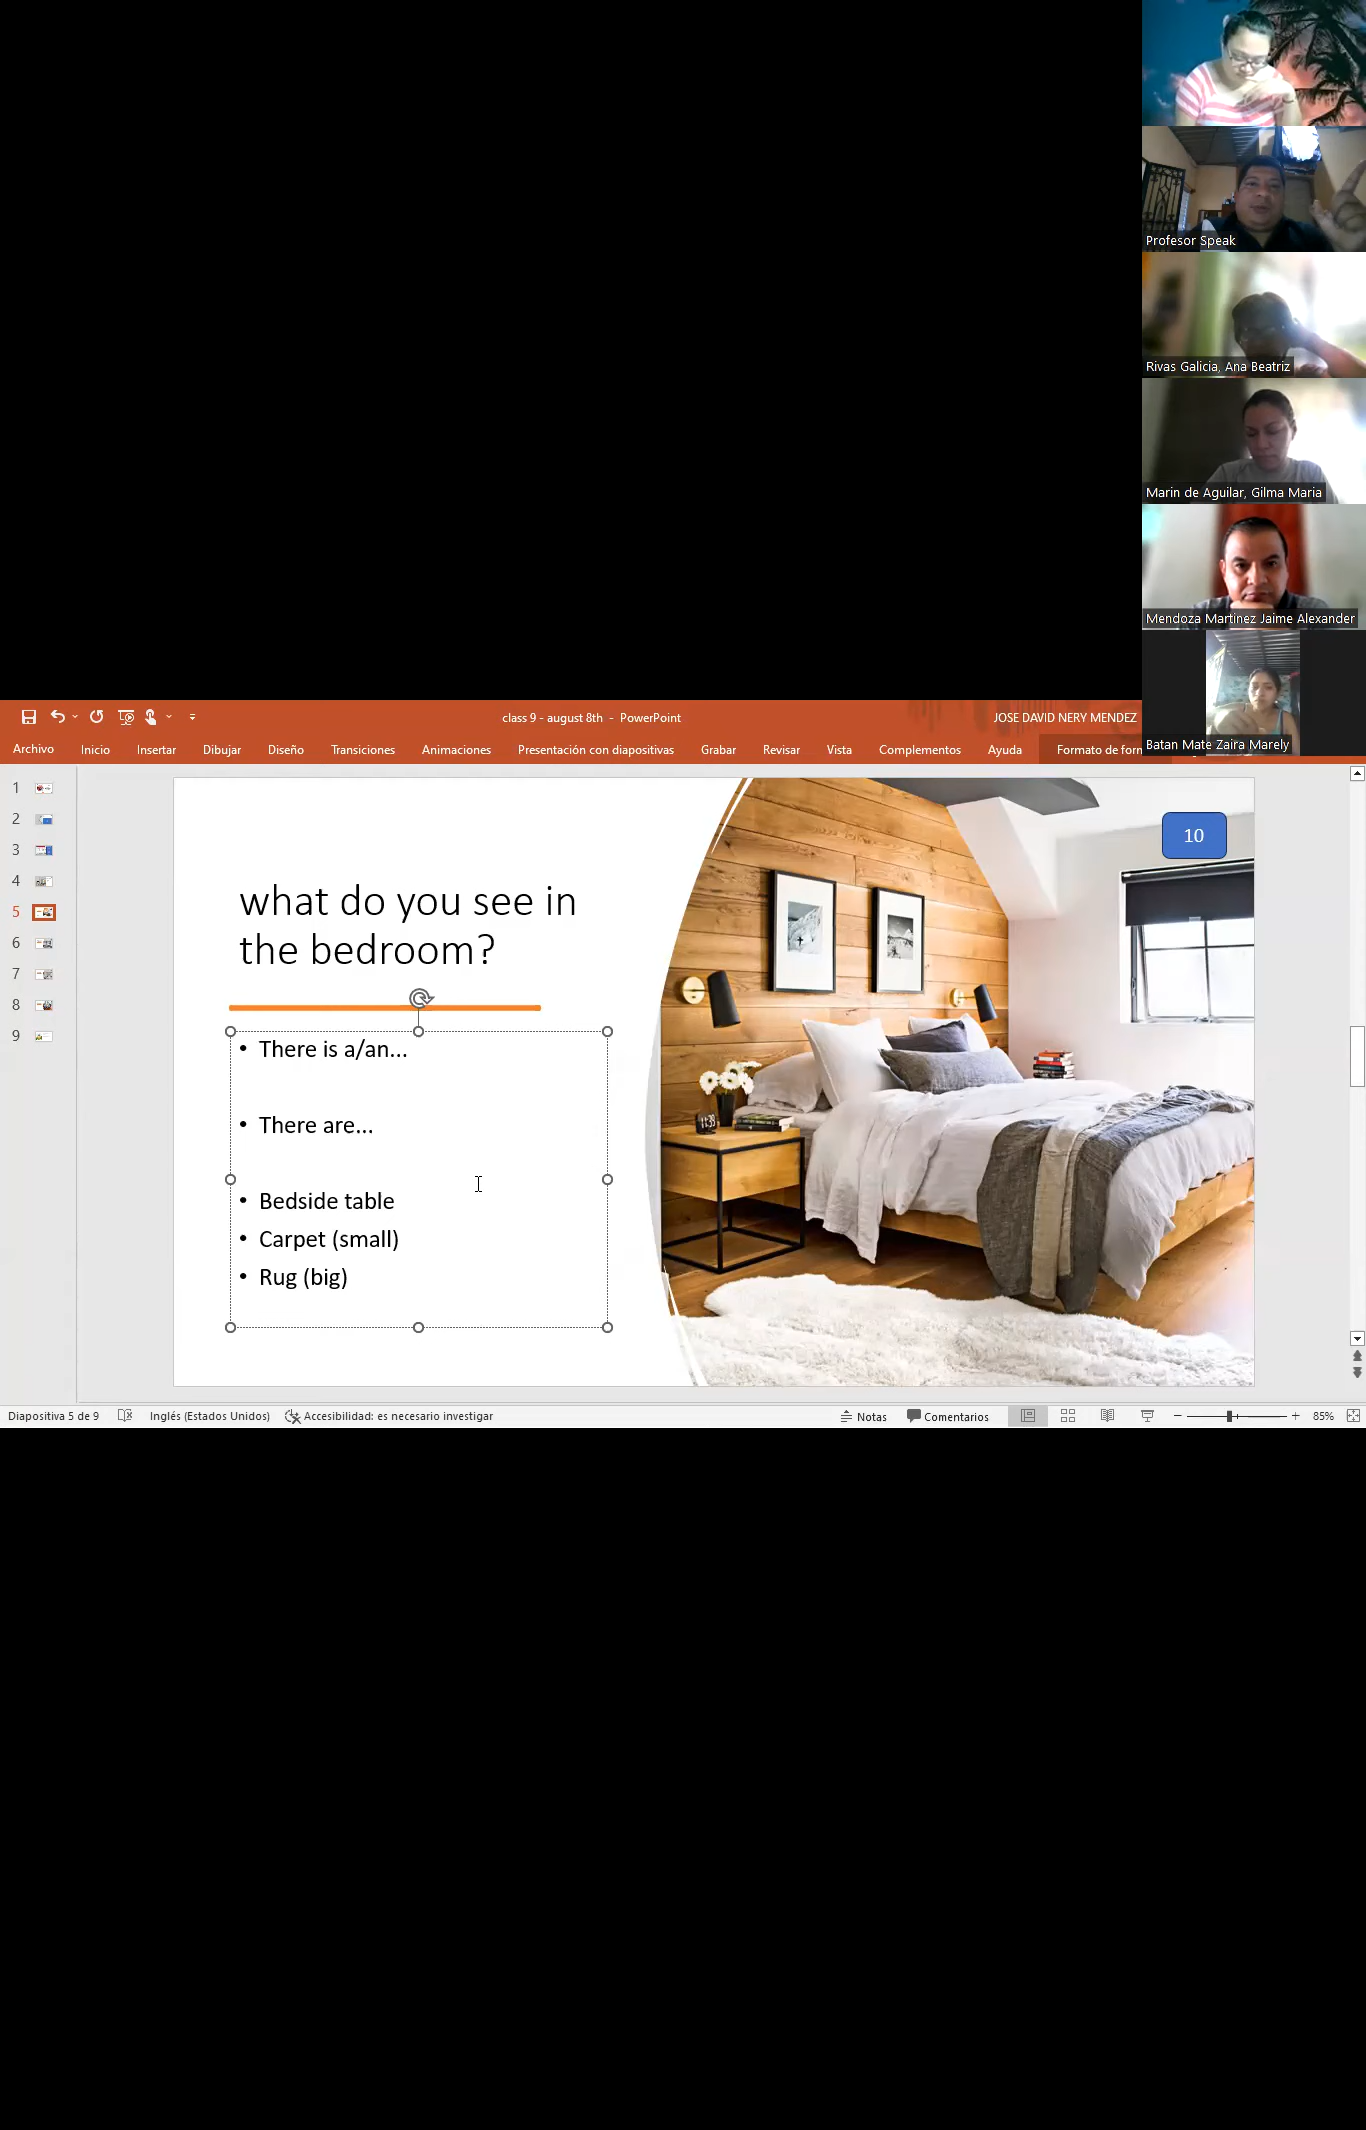 Profesor Speak
Rivas Galicia, Ana Beatriz
Marin de Aguilar, Gilma Maria
Mendoza Martinez Jaime Alexander
Batan Mate Zaira Marely
class 9 - august 8th - PowerPoint
JOSE DAVID NERY MENDEZ
Archivo Inicio Insertar Dibujar Diseño Transiciones Animaciones Presentación con diapositivas Grabar Revisar Vista Complementos Ayuda Formato de form
1
2
3
4
5
6
7
8
9
10
what do you see in
the bedroom?
• There is a/an...
• There are...
• Bedside table
• Carpet (small)
• Rug (big)
11:39
Diapositiva 5 de 9 Inglés (Estados Unidos) Accesibilidad: es necesario investigar Notas Comentarios 85%